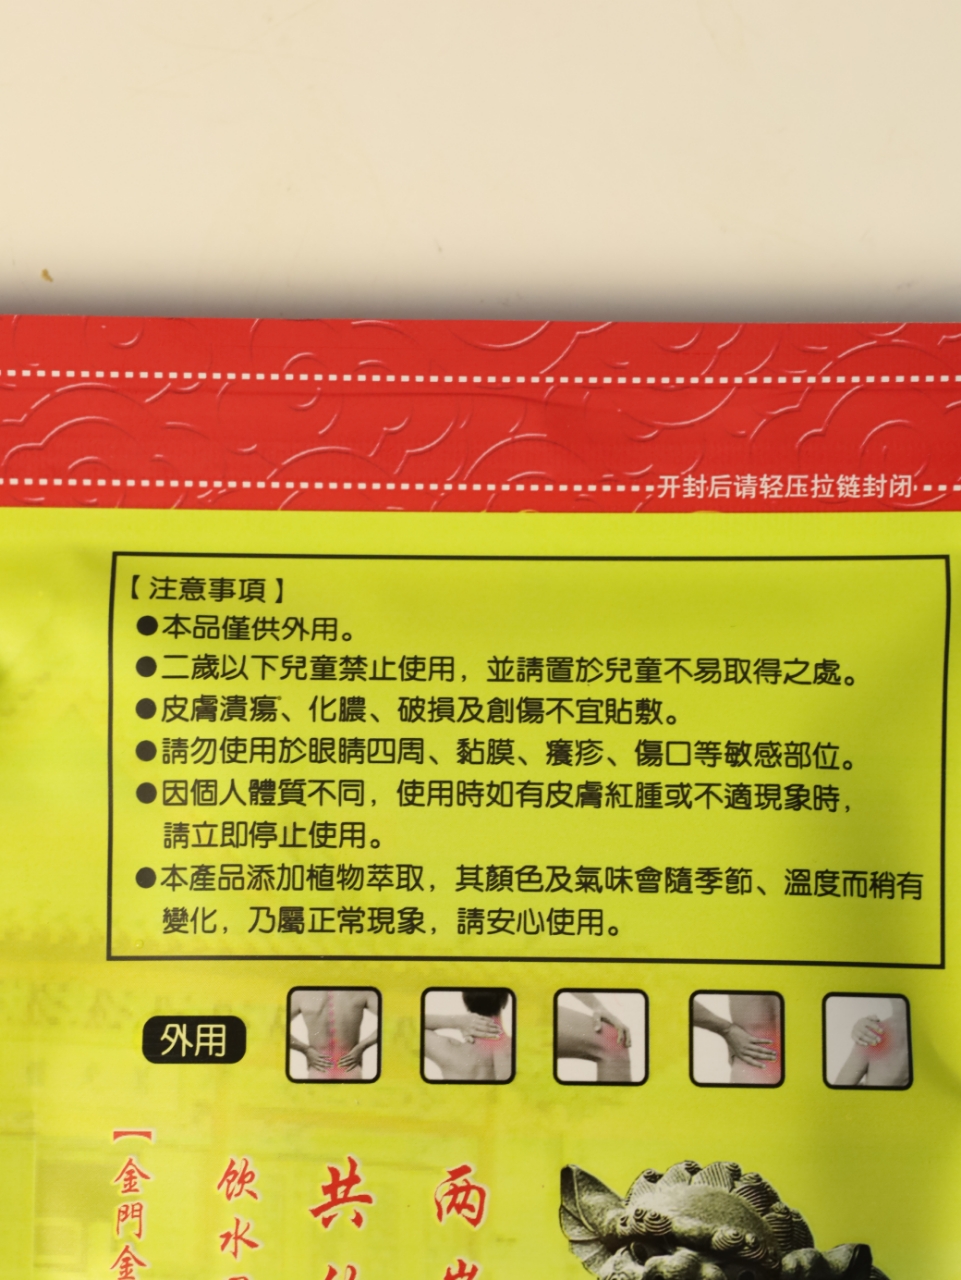 开封后请轻压拉链封闭
【注意事項】
●本品僅供外用。
●二歲以下兒童禁止使用，並請置於兒童不易取得之處。
●皮膚潰瘍、化膿、破損及創傷不宜貼敷。
●請勿使用於眼睛四周、黏膜、癢疹、傷口等敏感部位。
●因個人體質不同，使用時如有皮膚紅腫或不適現象時，
請立即停止使用。
●本產品添加植物萃取，其顏色及氣味會隨季節、溫度而稍有
變化，乃屬正常現象，請安心使用。
外用
两
共
飲水
【金門金